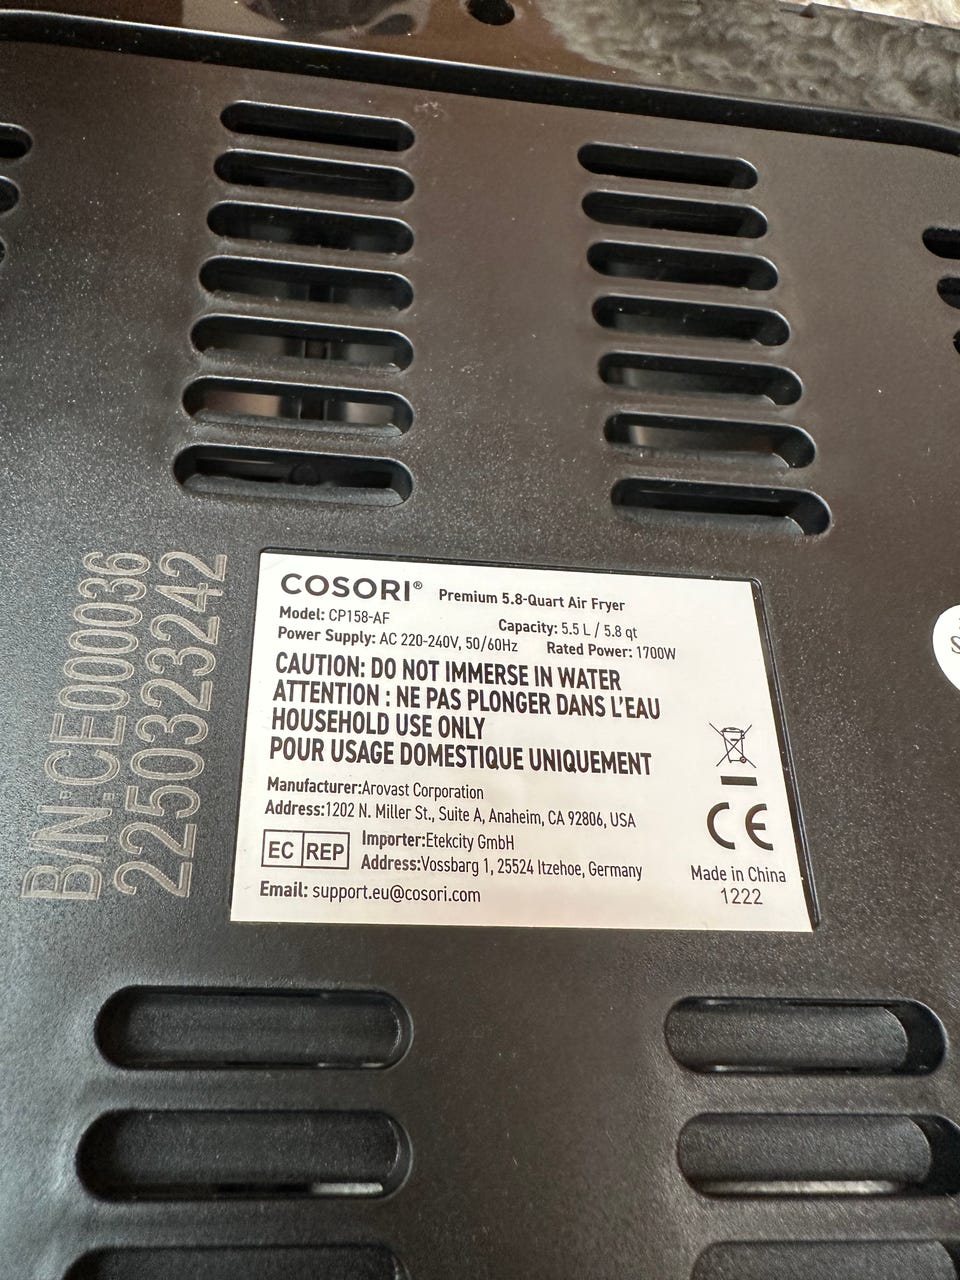 COSORI® Premium 5.8-Quart Air Fryer
Model: CP158-AF Capacity: 5.5 L / 5.8 qt
Power Supply: AC 220-240V, 50/60Hz Rated Power: 1700W
CAUTION: DO NOT IMMERSE IN WATER
ATTENTION : NE PAS PLONGER DANS L'EAU
HOUSEHOLD USE ONLY
POUR USAGE DOMESTIQUE UNIQUEMENT
Manufacturer:Arovast Corporation
Address:1202 N. Miller St., Suite A, Anaheim, CA 92806, USA
EC REP
Importer:Etekcity GmbH
Address:Vossbarg 1, 25524 Itzehoe, Germany
Email: support.eu@cosori.com
CE
Made in China
1222
B/N:CE000036
2250323242